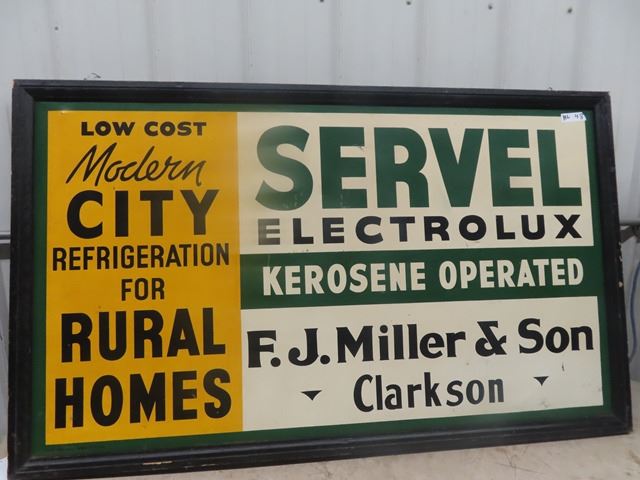 LOW COST
Modern
CITY
REFRIGERATION
FOR
RURAL
HOMES
SERVEL
ELECTROLUX
KEROSENE OPERATED
F. J. Miller & Son
Clarkson